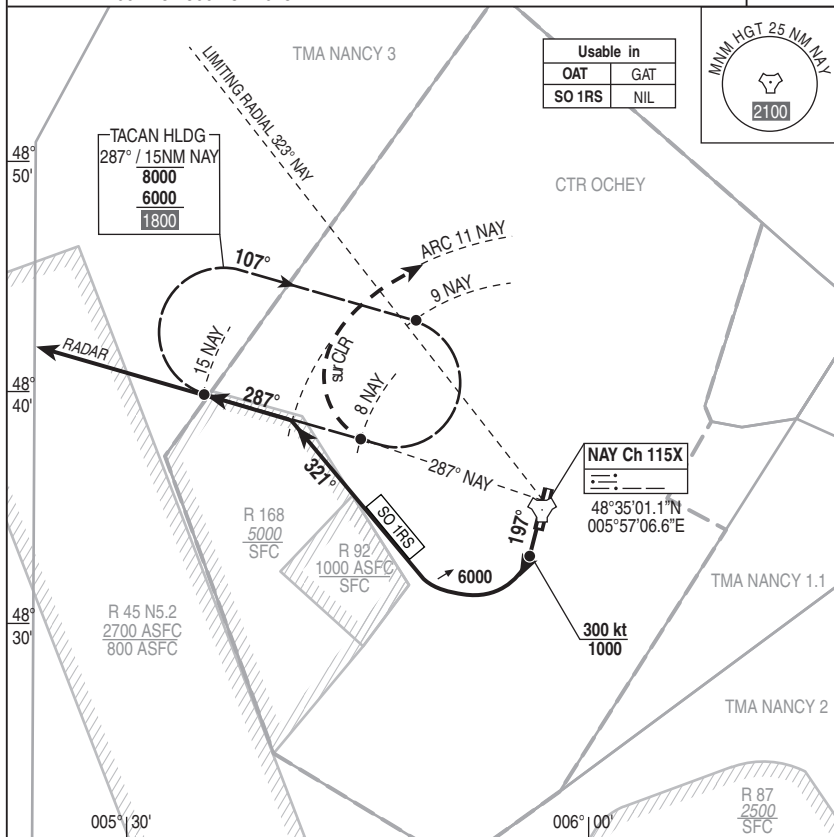 TMA NANCY 3
LIMITING RADIAL 323° NAY
Usable in
OAT GAT
SO 1RS NIL
MNM HGT 25 NM NAY
2100
48°
50'
TACAN HLDG
287° / 15NM NAY
8000
6000
1800
CTR OCHEY
107°
ARC 11 NAY
9 NAY
RADAR
15 NAY
sur CLR
8 NAY
48°
40'
287°
287° NAY
321°
NAY Ch 115X
48°35'01.1"N
005°57'06.6"E
197°
SO 1RS
R 168
5000
SFC
R 92
1000 ASFC
SFC
6000
TMA NANCY 1.1
R 45 N5.2
2700 ASFC
800 ASFC
48°
30'
300 kt
1000
TMA NANCY 2
R 87
2500
SFC
005° 30'
006° 00'